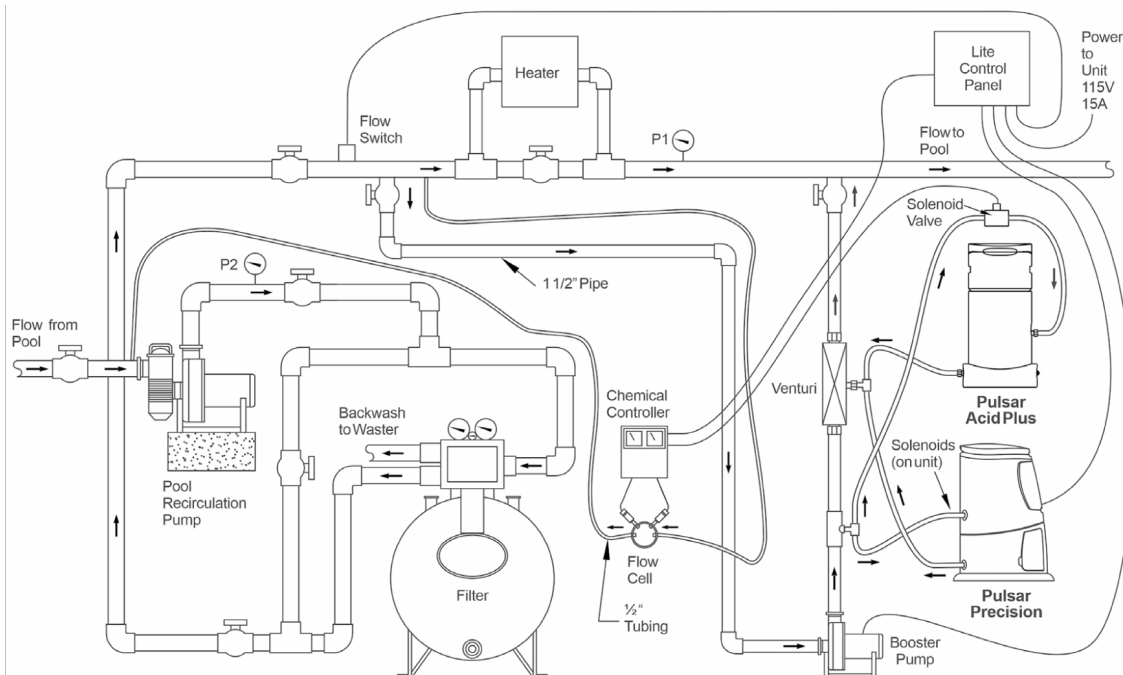 Heater
Lite
Control
Panel
Power
to
Unit
115V
15A
Flow
Switch
P1
Flow to
Pool
Solenoid
Valve
P2
1 1/2" Pipe
Flow from
Pool
Venturi
Chemical
Controller
Pulsar
Acid Plus
Backwash
to Waster
Solenoids
(on unit)
Pool
Recirculation
Pump
Filter
Flow
Cell
½"
Tubing
Pulsar
Precision
Booster
Pump